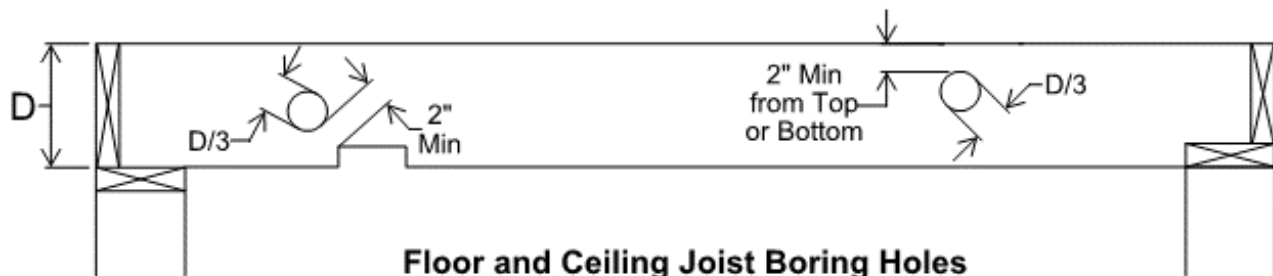 D
D/3
2"
Min
2" Min
from Top
or Bottom
D/3
Floor and Ceiling Joist Boring Holes